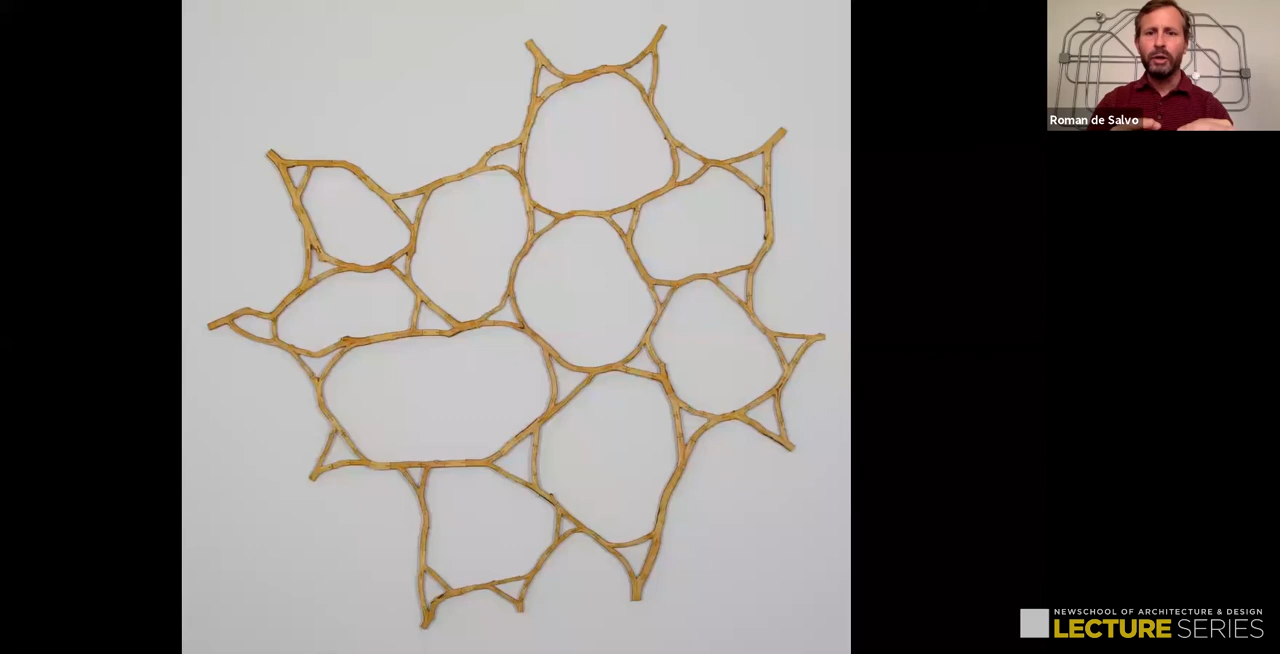 Roman de Salvo
NEWSCHOOL OF ARCHITECTURE & DESIGN
LECTURE SERIES